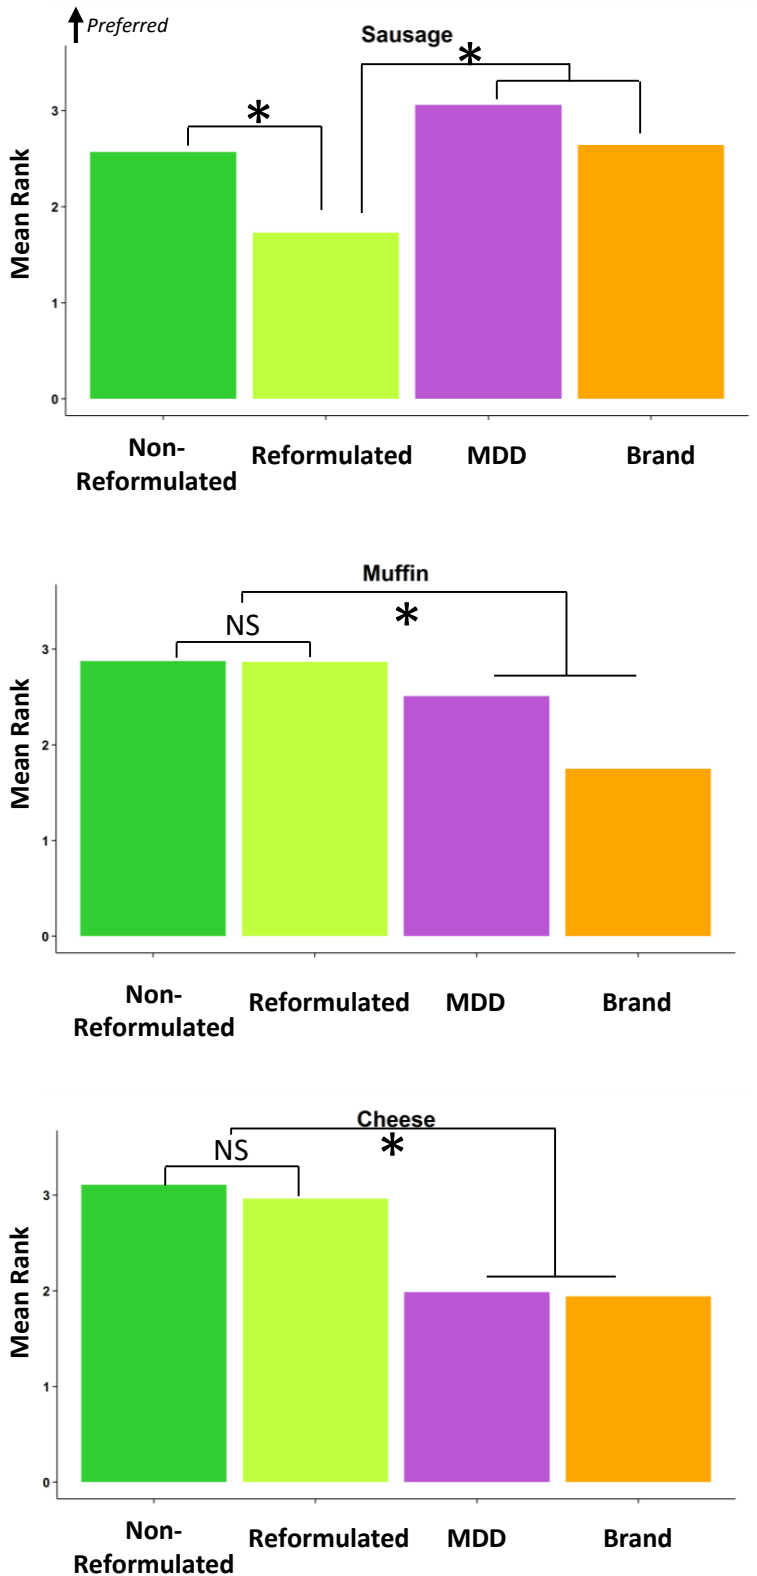 Preferred
Sausage
*
*
3
2
1
0
Mean Rank
Non-
Reformulated
Reformulated
MDD
Brand
Muffin
NS
*
3
2
1
0
Mean Rank
Non-
Reformulated
Reformulated
MDD
Brand
Cheese
NS
*
3
2
1
0
Mean Rank
Non-
Reformulated
Reformulated
MDD
Brand